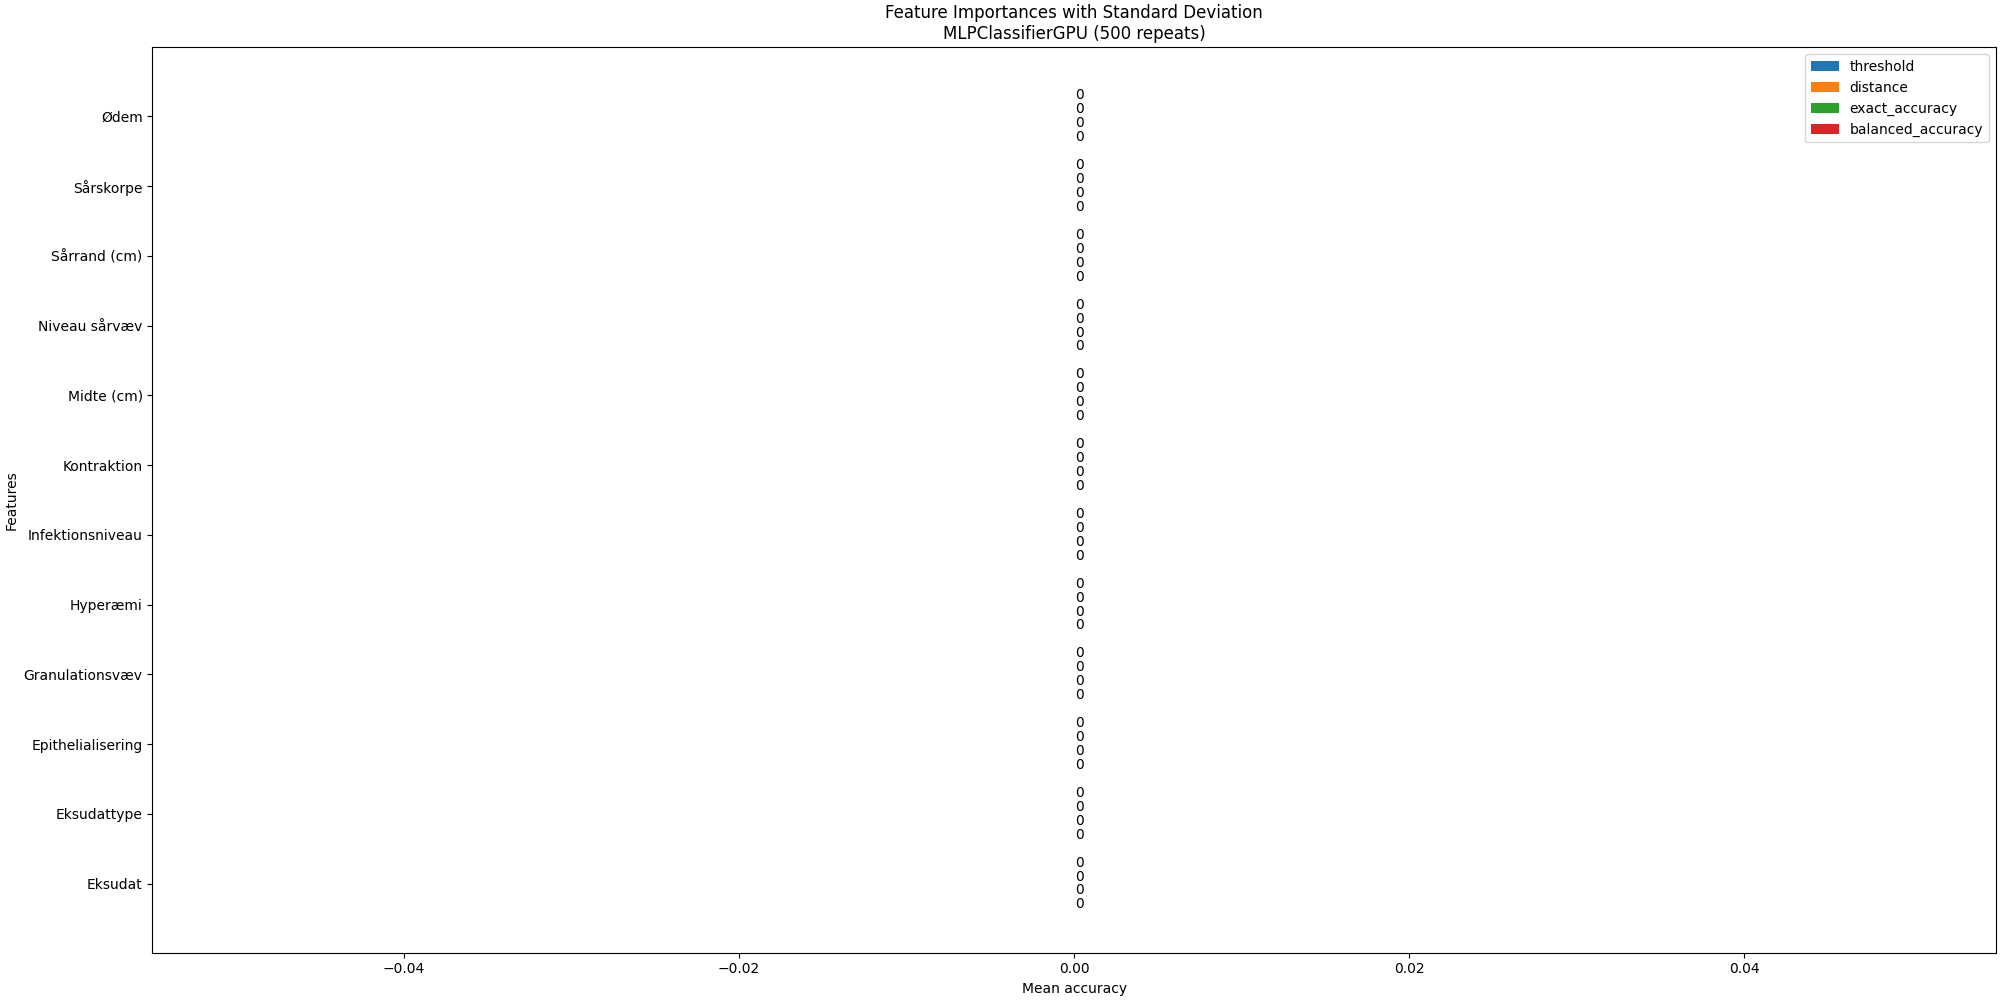 Feature Importances with Standard Deviation
MLPClassifierGPU (500 repeats)
threshold
distance
exact_accuracy
balanced_accuracy
Features
Ødem
0
0
0
0
Sårskorpe
0
0
0
0
Sårrand (cm)
0
0
0
0
Niveau sårvæv
0
0
0
0
Midte (cm)
0
0
0
0
Kontraktion
0
0
0
0
Infektionsniveau
0
0
0
0
Hyperæmi
0
0
0
0
Granulationsvæv
0
0
0
0
Epithelialisering
0
0
0
0
Eksudattype
0
0
0
0
Eksudat
0
0
0
0
−0.04 −0.02 0.00 0.02 0.04
Mean accuracy